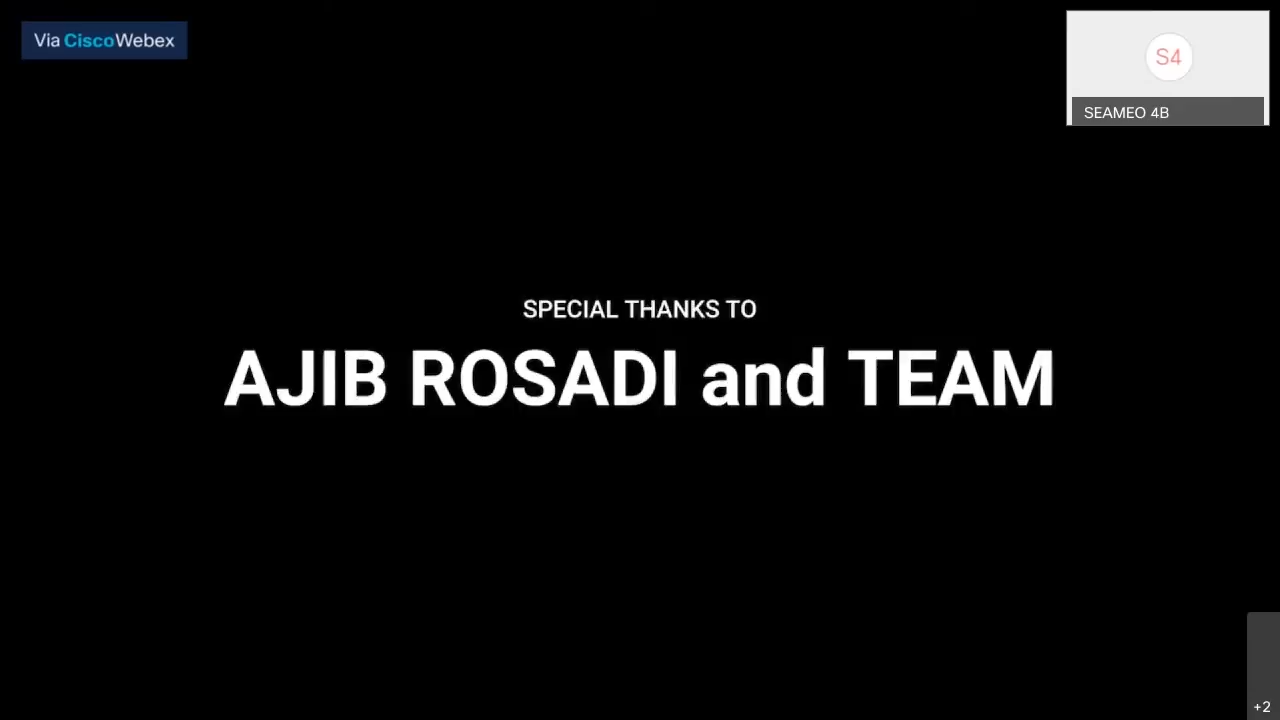 Via CiscoWebex
S4
SEAMEO 4B
SPECIAL THANKS TO
AJIB ROSADI and TEAM
+2